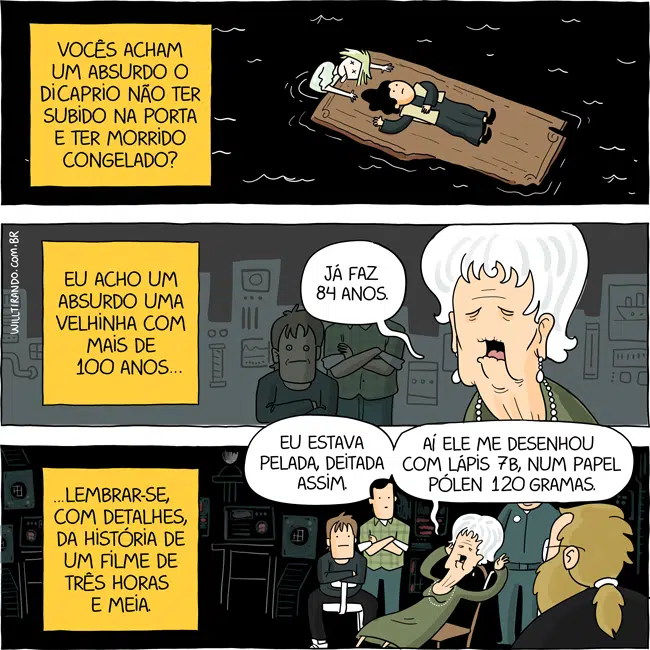 VOCÊS ACHAM
UM ABSURDO O
DiCAPRIO NÃO TER
SUBIDO NA PORTA
E TER MORRIDO
CONGELADO?
WILLTIRANDO.COM.BR
EU ACHO UM
ABSURDO UMA
VELHINHA COM
MAIS DE
100 ANOS...
JÁ FAZ
84 ANOS.
...LEMBRAR-SE,
COM DETALHES,
DA HISTÓRIA DE
UM FILME DE
TRÊS HORAS
E MEIA.
EU ESTAVA
PELADA, DEITADA
ASSIM.
AÍ ELE ME DESENHOU
COM LÁPIS 7B, NUM PAPEL
PÓLEN 120 GRAMAS.